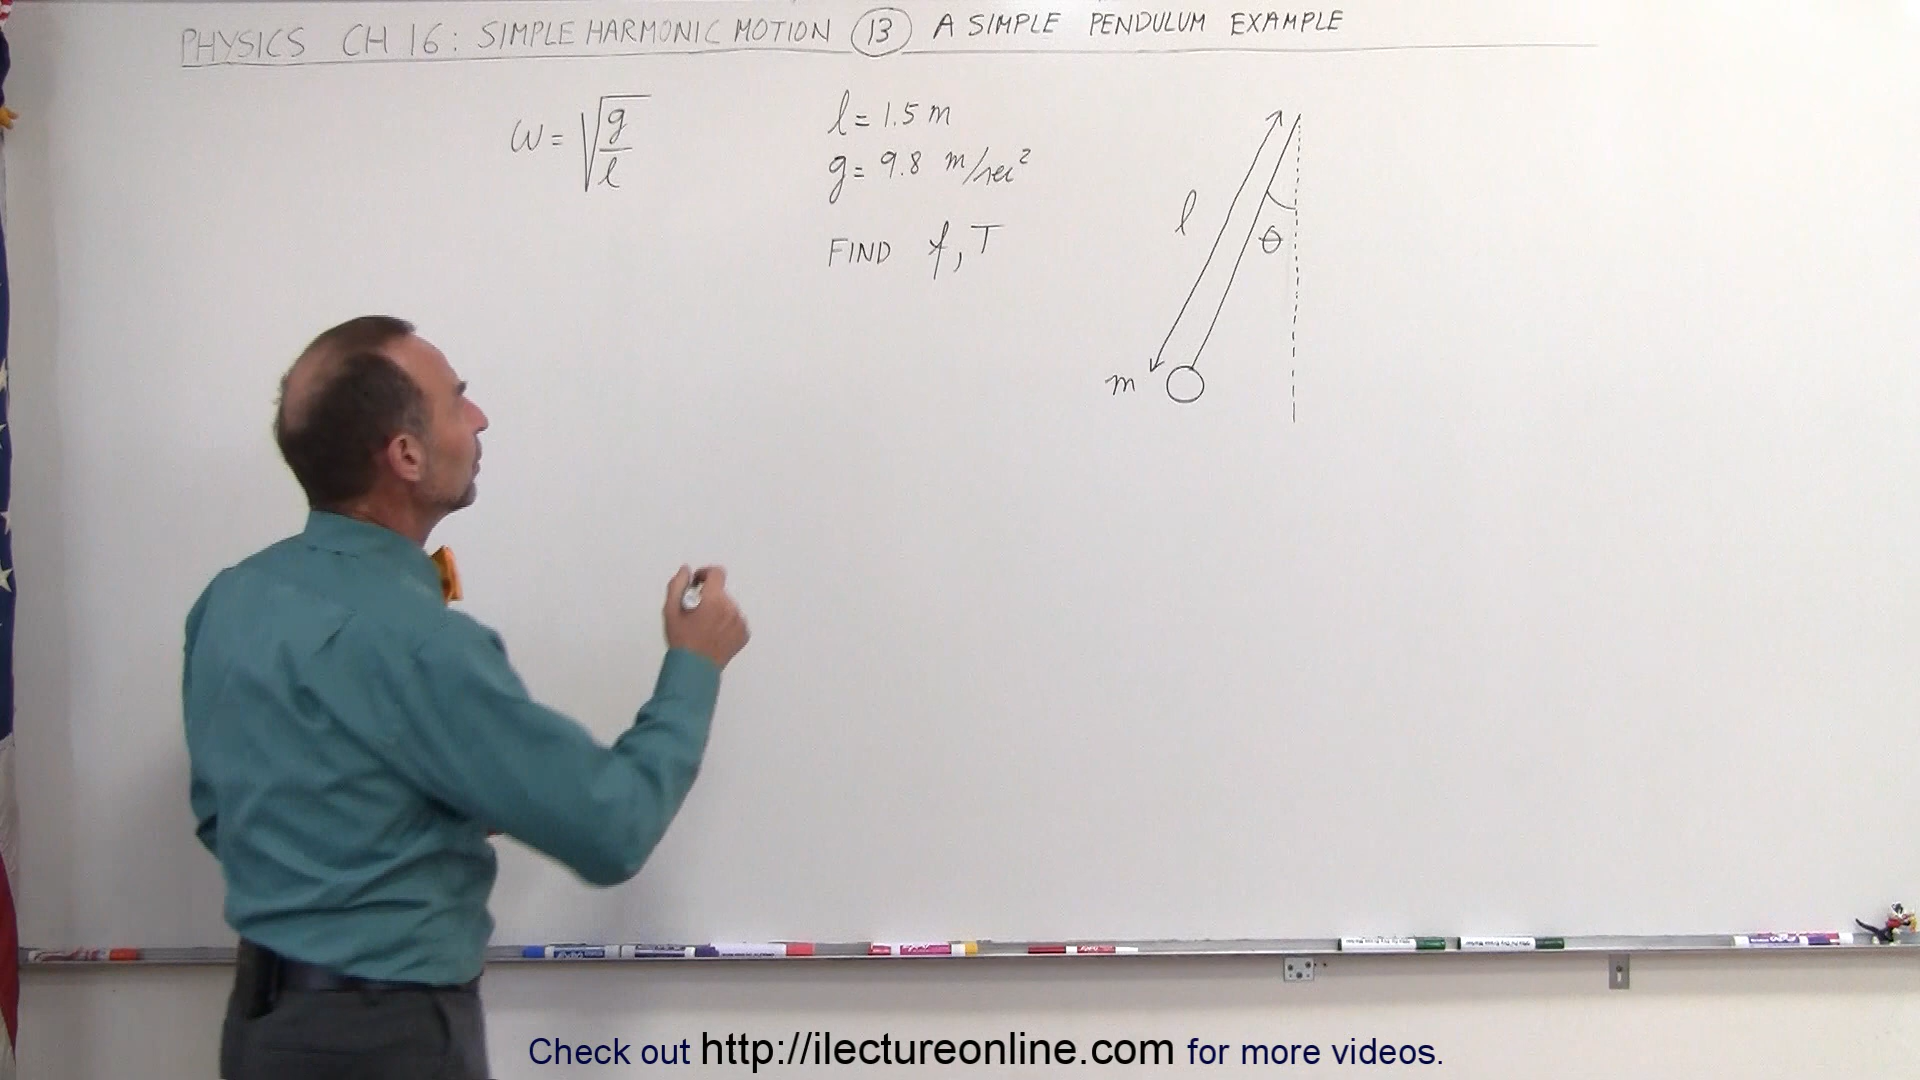 PHYSICS CH 16: SIMPLE HARMONIC MOTION 13 A SIMPLE PENDULUM EXAMPLE
ω = √(g/l)
l = 1.5 m
g = 9.8 m/sec²
FIND f, T
l
θ
m
Check out http://ilectureonline.com for more videos.